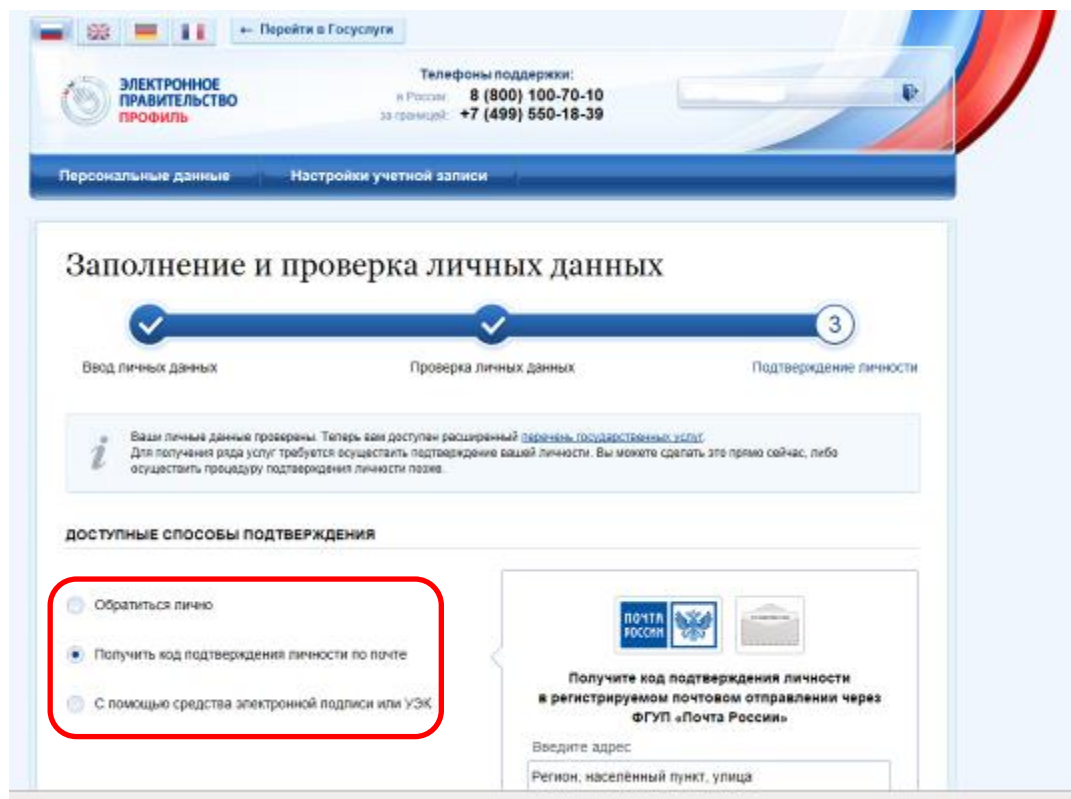 ← Перейти в Госуслуги
ЭЛЕКТРОННОЕ
ПРАВИТЕЛЬСТВО
ПРОФИЛЬ
Телефоны поддержки:
в России: 8 (800) 100-70-10
за границей: +7 (499) 550-18-39
Персональные данные Настройки учетной записи
Заполнение и проверка личных данных
3
Ввод личных данных Проверка личных данных Подтверждение личности
i
Ваши личные данные проверены. Теперь вам доступен расширенный перечень государственных услуг.
Для получения ряда услуг требуется осуществить подтверждение вашей личности. Вы можете сделать это прямо сейчас, либо
осуществить процедуру подтверждения личности позже.
ДОСТУПНЫЕ СПОСОБЫ ПОДТВЕРЖДЕНИЯ
Обратиться лично
Получить код подтверждения личности по почте
С помощью средства электронной подписи или УЭК
ПОЧТА
РОССИИ
Получите код подтверждения личности
в регистрируемом почтовом отправлении через
ФГУП «Почта России»
Введите адрес
Регион, населённый пункт, улица